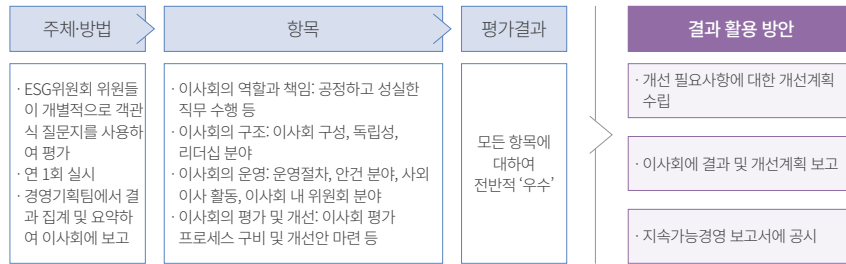 주체·방법
항목
평가결과
결과 활용 방안
· ESG위원회 위원들
이 개별적으로 객관
식 질문지를 사용하
여 평가
· 연 1회 실시
· 경영기획팀에서 결
과 집계 및 요약하
여 이사회에 보고
· 이사회의 역할과 책임: 공정하고 성실한
직무 수행 등
· 이사회의 구조: 이사회 구성, 독립성,
리더십 분야
· 이사회의 운영: 운영절차, 안건 분야, 사외
이사 활동, 이사회 내 위원회 분야
· 이사회의 평가 및 개선: 이사회 평가
프로세스 구비 및 개선안 마련 등
모든 항목에
대하여
전반적 ‘우수’
· 개선 필요사항에 대한 개선계획
수립
· 이사회에 결과 및 개선계획 보고
· 지속가능경영 보고서에 공시